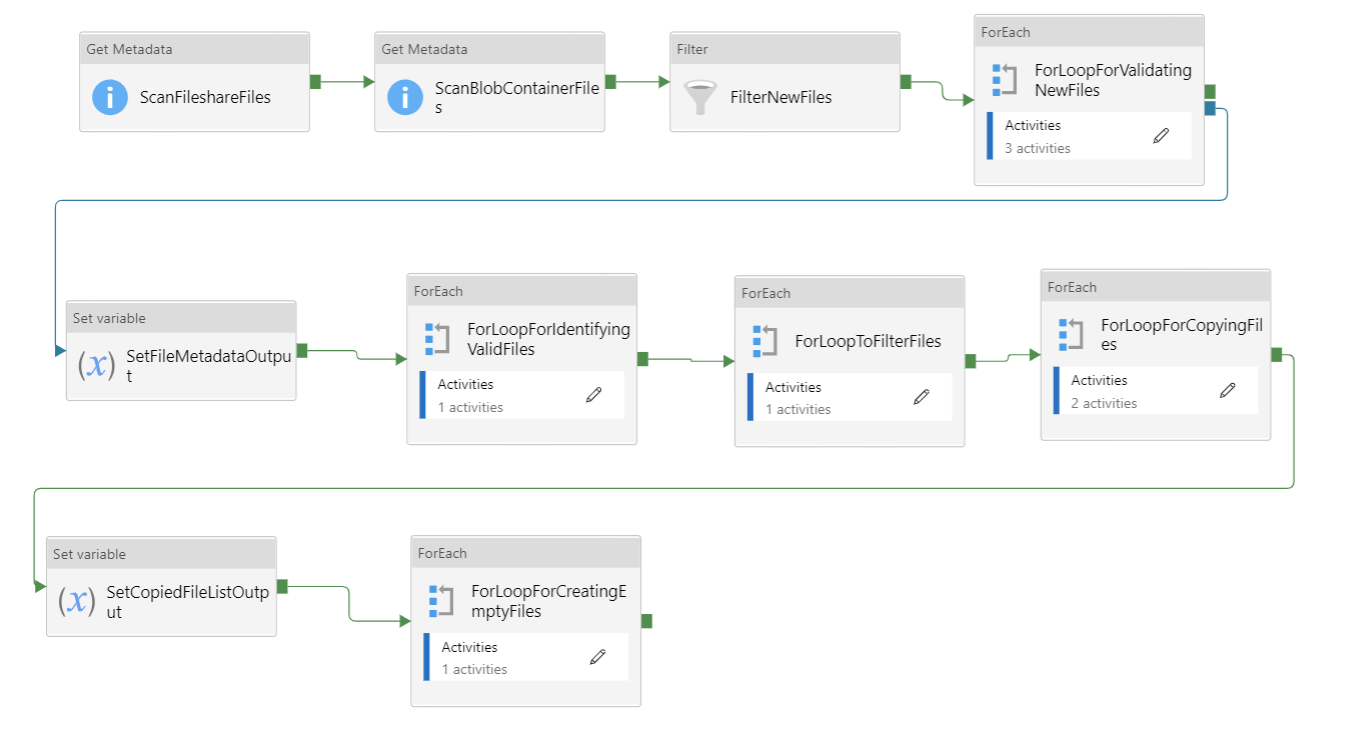 Get Metadata
ScanFileshareFiles
Get Metadata
ScanBlobContainerFile
s
Filter
FilterNewFiles
ForEach
ForLoopForValidating
NewFiles
Activities
3 activities
Set variable
(x)
SetFileMetadataOutpu
t
ForEach
ForLoopForIdentifying
ValidFiles
Activities
1 activities
ForEach
ForLoopToFilterFiles
Activities
1 activities
ForEach
ForLoopForCopyingFil
es
Activities
2 activities
Set variable
(x)
SetCopiedFileListOutp
ut
ForEach
ForLoopForCreatingE
mptyFiles
Activities
1 activities